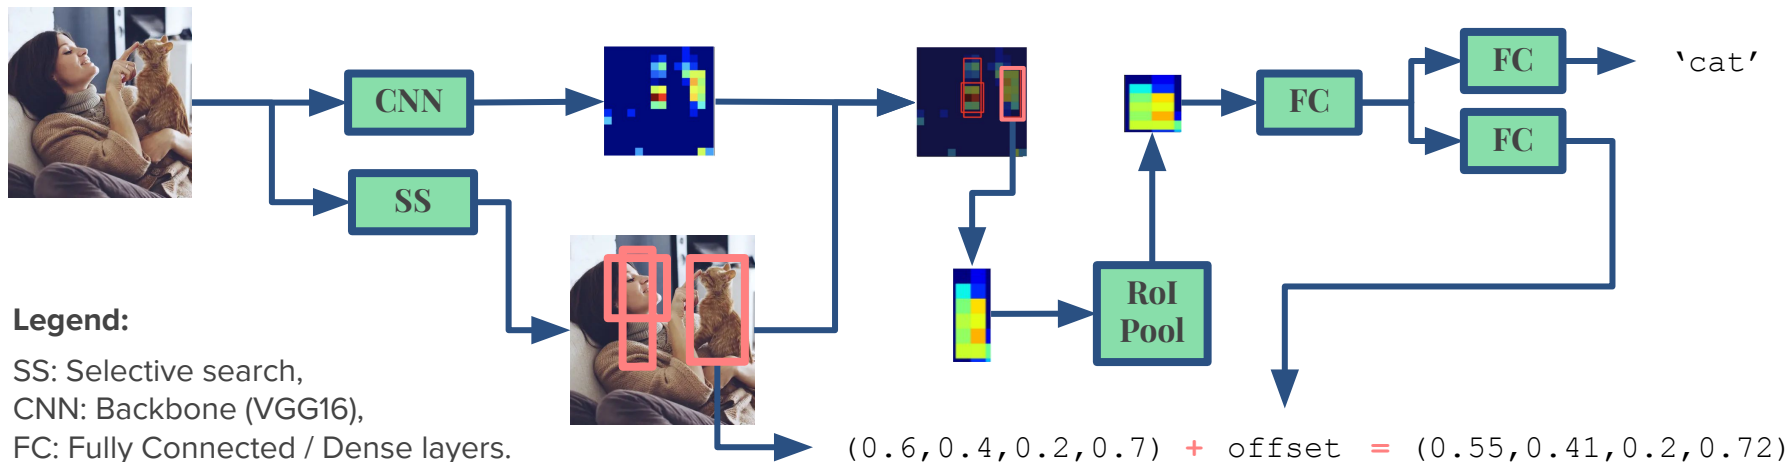 CNN
SS
RoI
Pool
FC
FC
FC
‘cat’
Legend:
SS: Selective search,
CNN: Backbone (VGG16),
FC: Fully Connected / Dense layers.
(0.6,0.4,0.2,0.7) + offset = (0.55,0.41,0.2,0.72)